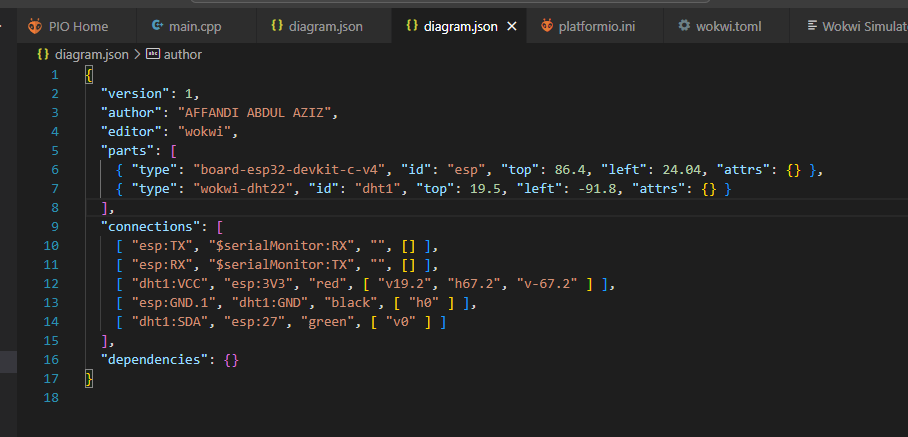 PIO Home main.cpp diagram.json diagram.json platformio.ini wokwi.toml Wokwi Simulat
diagram.json > author
1 {
2 "version": 1,
3 "author": "AFFANDI ABDUL AZIZ",
4 "editor": "wokwi",
5 "parts": [
6 { "type": "board-esp32-devkit-c-v4", "id": "esp", "top": 86.4, "left": 24.04, "attrs": {} },
7 { "type": "wokwi-dht22", "id": "dht1", "top": 19.5, "left": -91.8, "attrs": {} }
8 ],
9 "connections": [
10 [ "esp:TX", "$serialMonitor:RX", "", [] ],
11 [ "esp:RX", "$serialMonitor:TX", "", [] ],
12 [ "dht1:VCC", "esp:3V3", "red", [ "v19.2", "h67.2", "v-67.2" ] ],
13 [ "esp:GND.1", "dht1:GND", "black", [ "h0" ] ],
14 [ "dht1:SDA", "esp:27", "green", [ "v0" ] ]
15 ],
16 "dependencies": {}
17 }
18